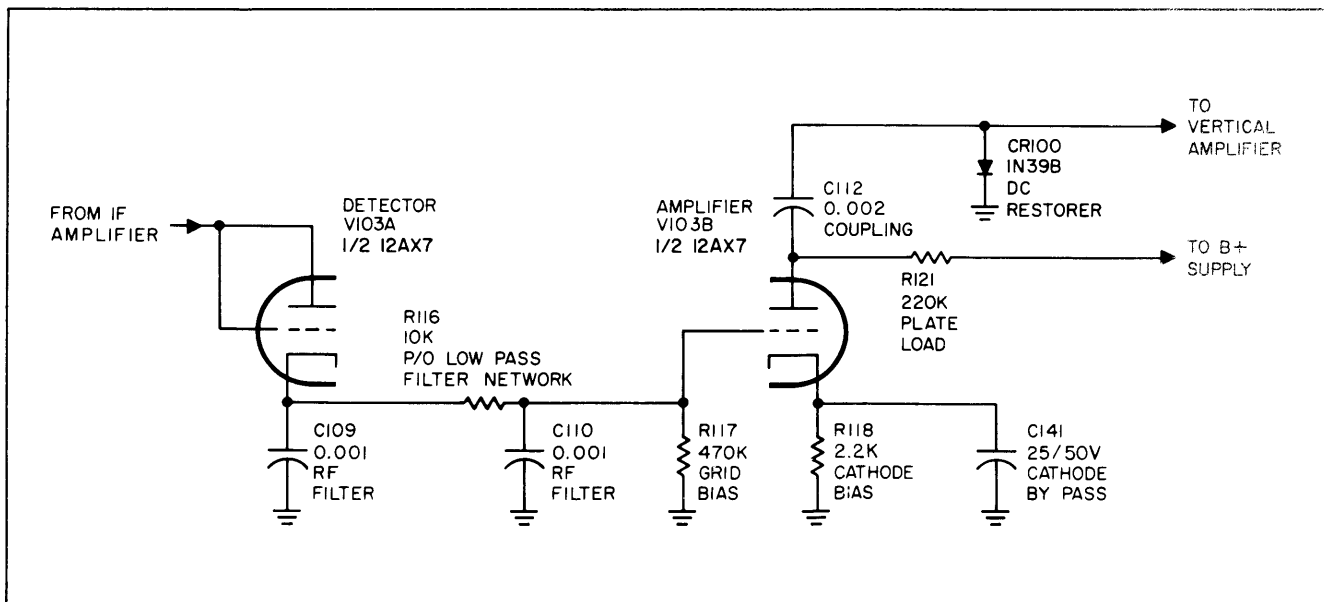 FROM IF
AMPLIFIER
DETECTOR
V103A
1/2 12AX7
R116
10K
P/O LOW PASS
FILTER NETWORK
C109
0.001
RF
FILTER
C110
0.001
RF
FILTER
R117
470K
GRID
BIAS
AMPLIFIER
V103B
1/2 12AX7
C112
0.002
COUPLING
CR100
IN39B
DC
RESTORER
TO
VERTICAL
AMPLIFIER
R121
220K
PLATE
LOAD
TO B+
SUPPLY
R118
2.2K
CATHODE
BIAS
C141
25/50V
CATHODE
BY PASS